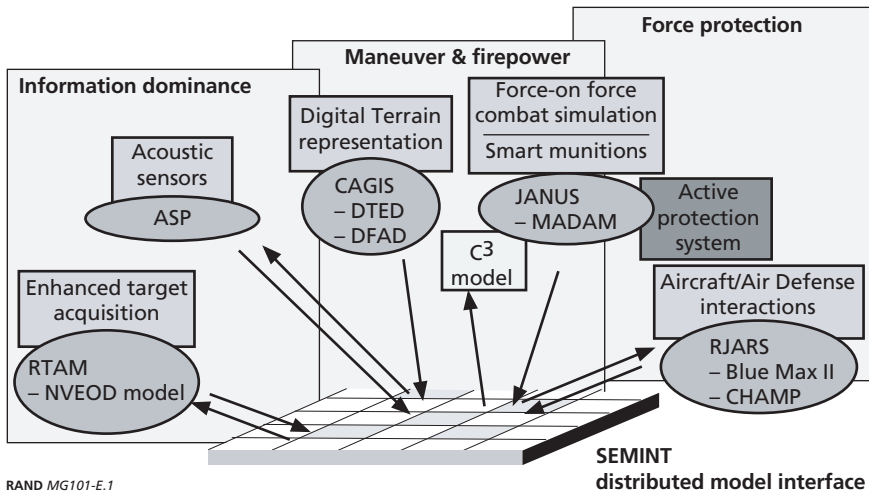 Force protection
Maneuver & firepower
Information dominance
Acoustic
sensors
ASP
Enhanced target
acquisition
RTAM
– NVEOD model
Digital Terrain
representation
CAGIS
– DTED
– DFAD
Force-on force
combat simulation
Smart munitions
JANUS
– MADAM
Active
protection
system
C3
model
Aircraft/Air Defense
interactions
RJARS
– Blue Max II
– CHAMP
SEMINT
distributed model interface
RAND MG101-E.1